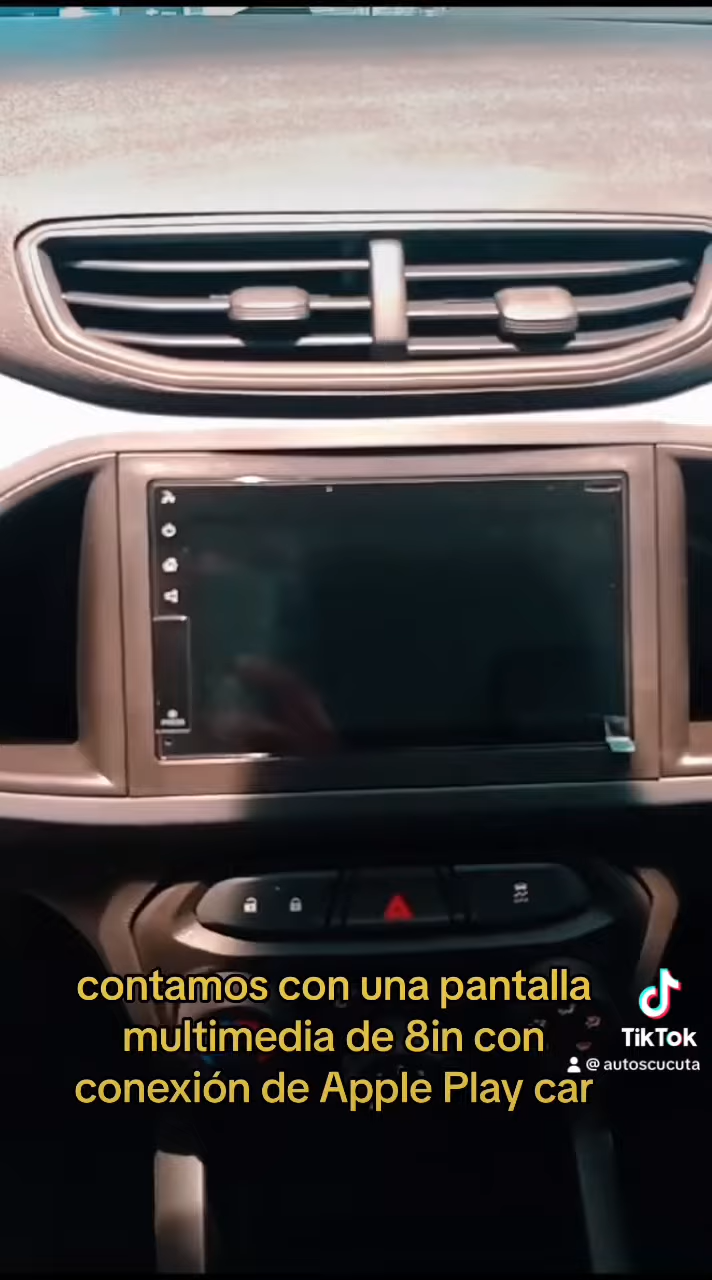 contamos con una pantalla
multimedia de 8in con
conexión de Apple Play car
TikTok
@autoscucuta